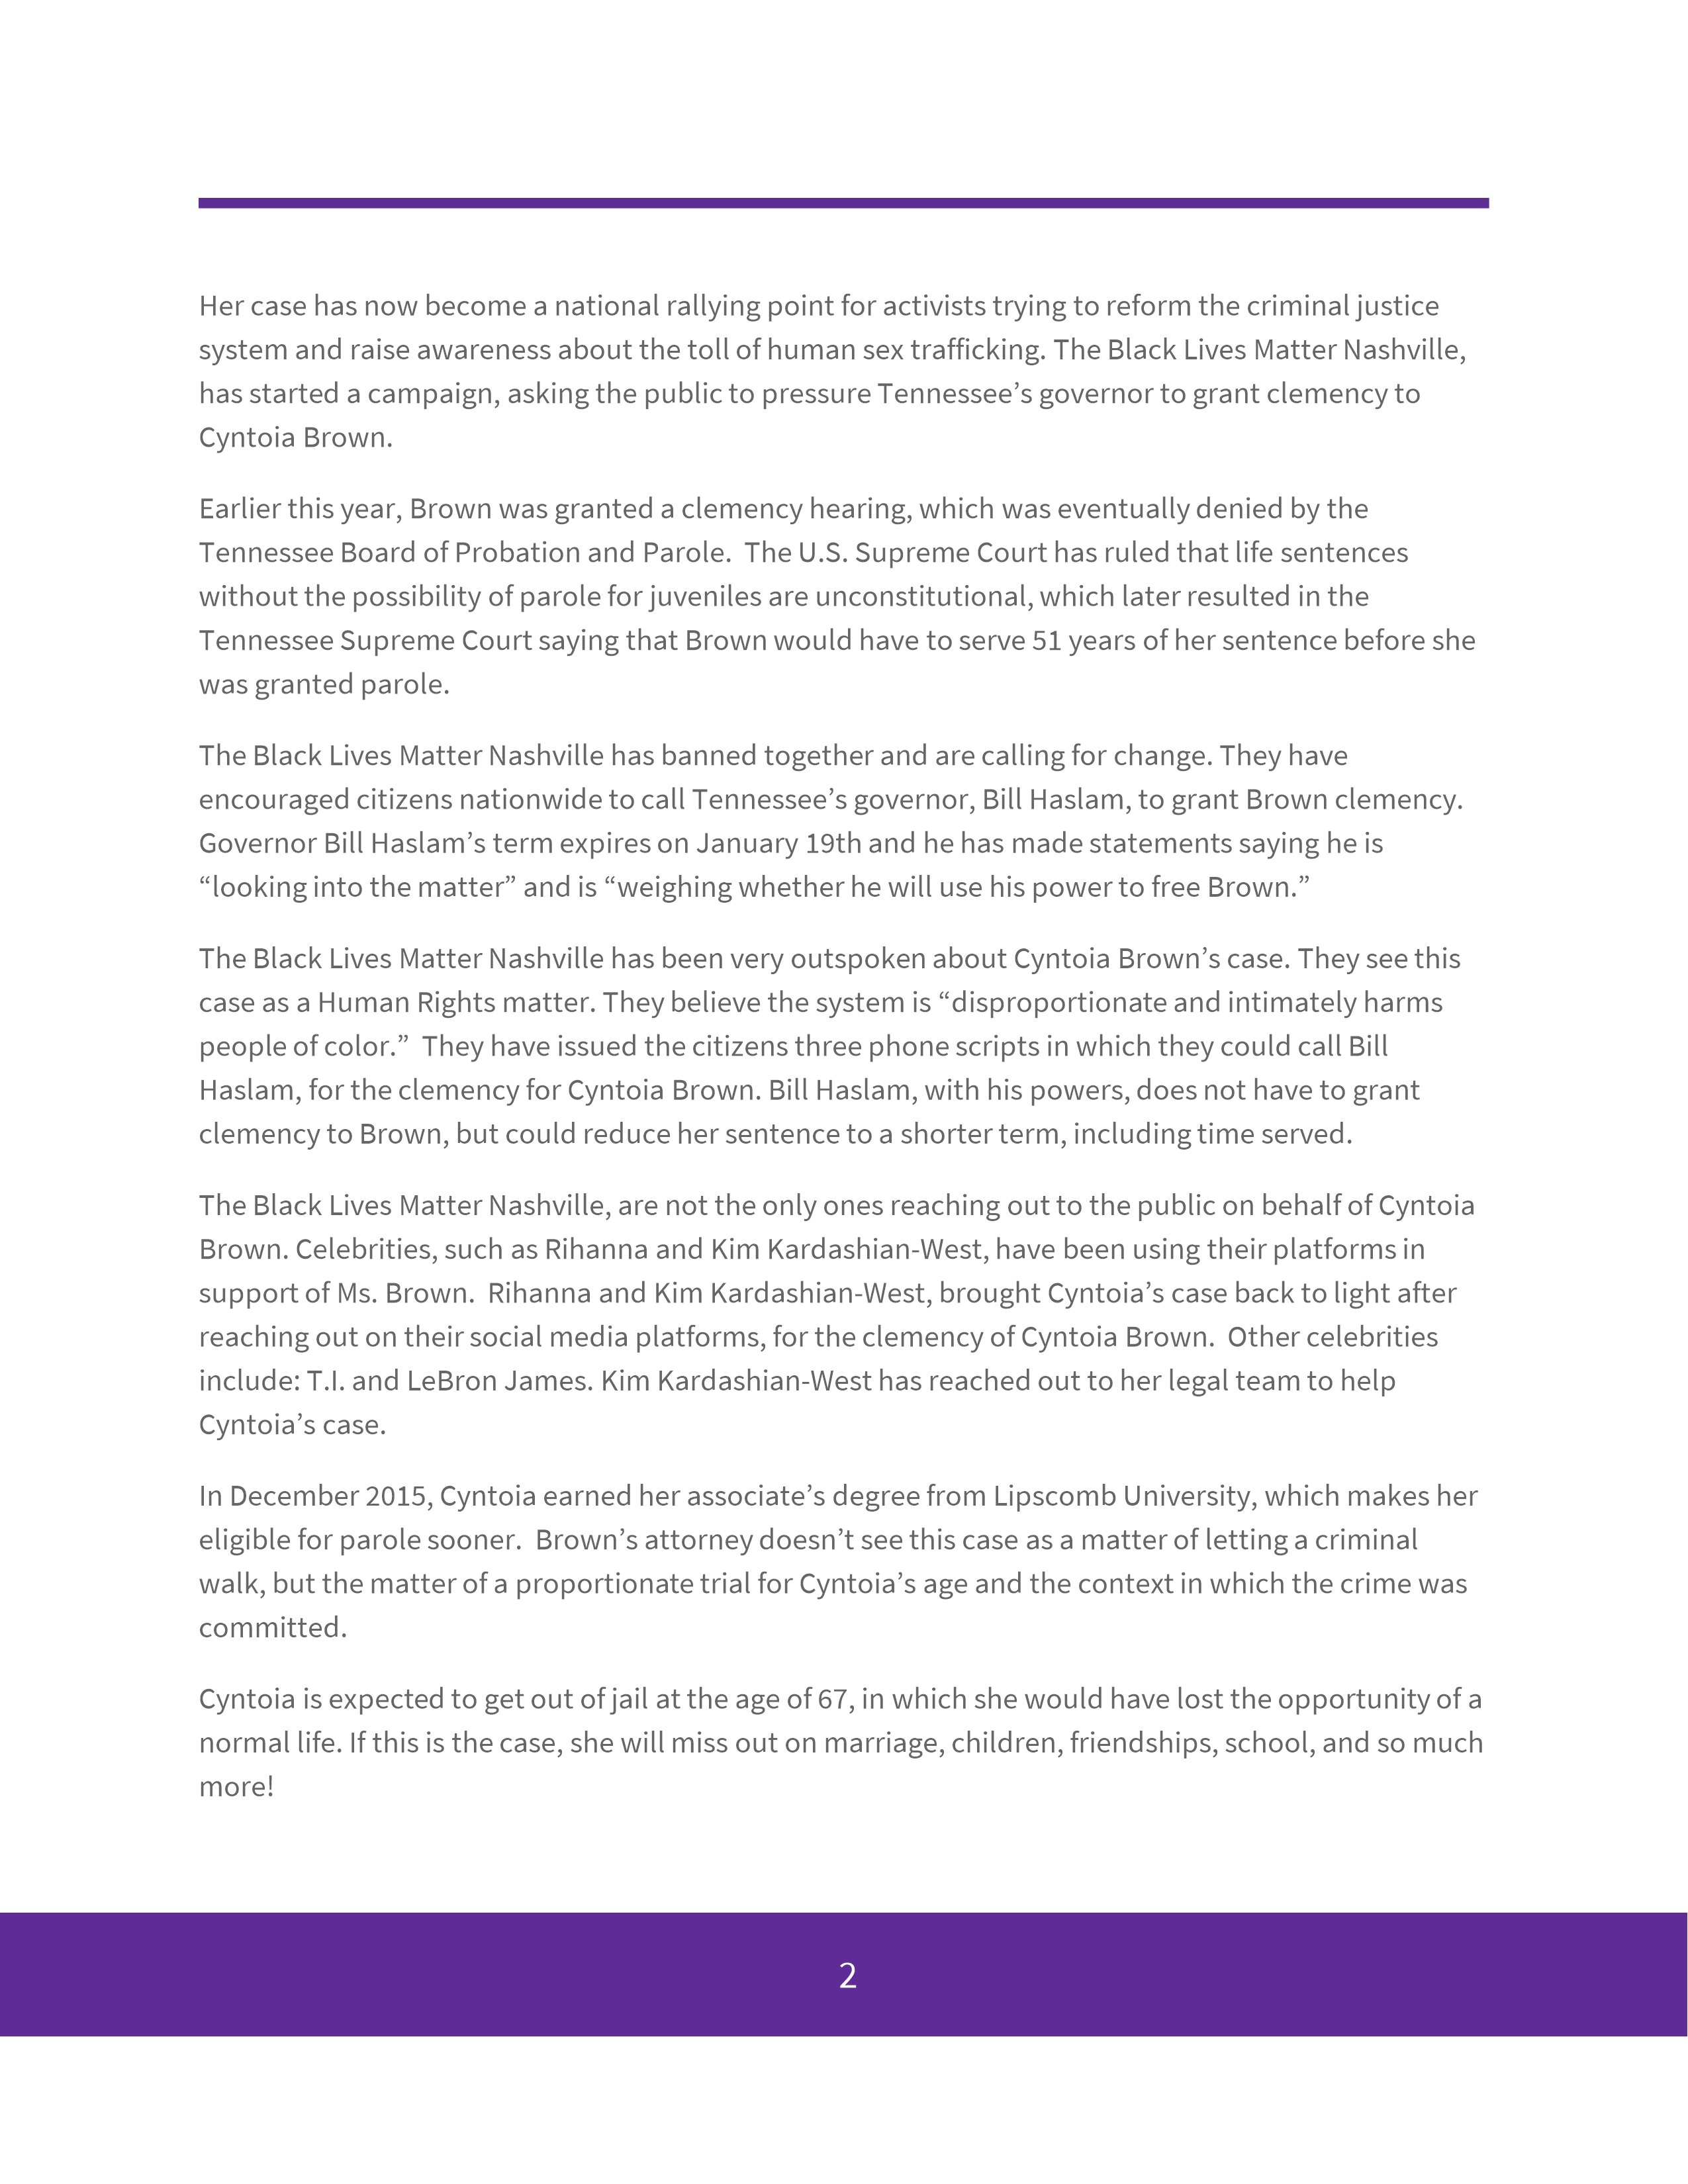 Her case has now become a national rallying point for activists trying to reform the criminal justice
system and raise awareness about the toll of human sex trafficking. The Black Lives Matter Nashville,
has started a campaign, asking the public to pressure Tennessee’s governor to grant clemency to
Cyntoia Brown.
Earlier this year, Brown was granted a clemency hearing, which was eventually denied by the
Tennessee Board of Probation and Parole.  The U.S. Supreme Court has ruled that life sentences
without the possibility of parole for juveniles are unconstitutional, which later resulted in the
Tennessee Supreme Court saying that Brown would have to serve 51 years of her sentence before she
was granted parole.
The Black Lives Matter Nashville has banned together and are calling for change. They have
encouraged citizens nationwide to call Tennessee’s governor, Bill Haslam, to grant Brown clemency.
Governor Bill Haslam’s term expires on January 19th and he has made statements saying he is
“looking into the matter” and is “weighing whether he will use his power to free Brown.”
The Black Lives Matter Nashville has been very outspoken about Cyntoia Brown’s case. They see this
case as a Human Rights matter. They believe the system is “disproportionate and intimately harms
people of color.”  They have issued the citizens three phone scripts in which they could call Bill
Haslam, for the clemency for Cyntoia Brown. Bill Haslam, with his powers, does not have to grant
clemency to Brown, but could reduce her sentence to a shorter term, including time served.
The Black Lives Matter Nashville, are not the only ones reaching out to the public on behalf of Cyntoia
Brown. Celebrities, such as Rihanna and Kim Kardashian-West, have been using their platforms in
support of Ms. Brown.  Rihanna and Kim Kardashian-West, brought Cyntoia’s case back to light after
reaching out on their social media platforms, for the clemency of Cyntoia Brown.  Other celebrities
include: T.I. and LeBron James. Kim Kardashian-West has reached out to her legal team to help
Cyntoia’s case.
In December 2015, Cyntoia earned her associate’s degree from Lipscomb University, which makes her
eligible for parole sooner.  Brown’s attorney doesn’t see this case as a matter of letting a criminal
walk, but the matter of a proportionate trial for Cyntoia’s age and the context in which the crime was
committed.
Cyntoia is expected to get out of jail at the age of 67, in which she would have lost the opportunity of a
normal life. If this is the case, she will miss out on marriage, children, friendships, school, and so much
more!
2